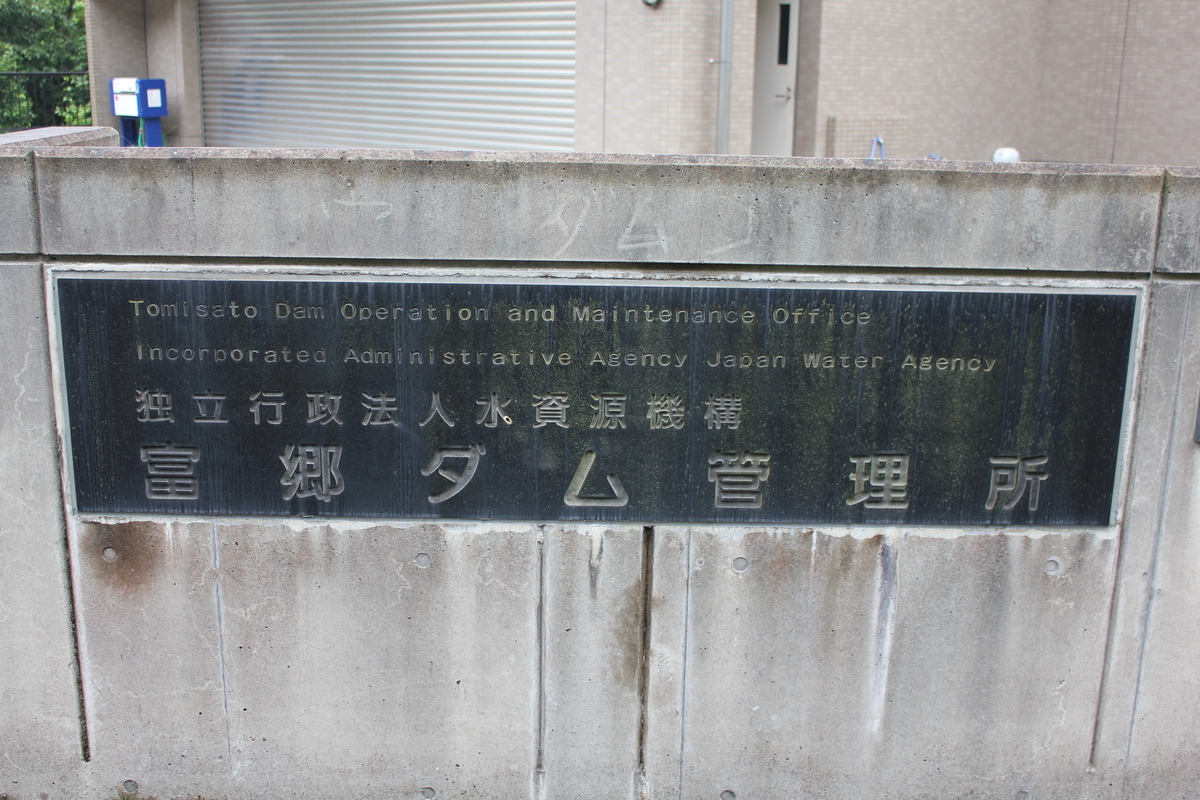 Tomisato Dam Operation and Maintenance Office
Incorporated Administrative Agency Japan Water Agency
独立行政法人水資源機構
富郷ダム管理所